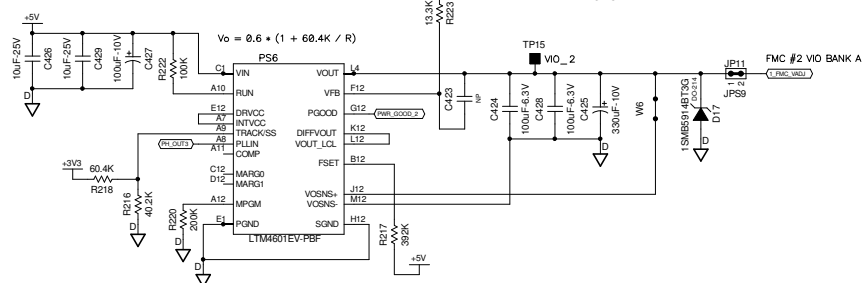 13.3K
R223
+5V
Vo = 0.6 * (1 + 60.4K / R)
10uF-25V
C426
10uF-25V
C429
100uF-10V
C427
R222
100K
D
PS6
C1
VIN
A10
RUN
E12
DRVCC
A7
INTVCC
A9
TRACK/SS
A8
PLLIN
A11
COMP
C12
MARG0
D12
MARG1
A12
MPGM
E1
PGND
VOUT
L4
VFB
F12
PGOOD
G12
DIFFVOUT
K12
VOUT_LCL
L12
FSET
B12
VOSNS+
J12
VOSNS-
M12
SGND
H12
LTM4601EV-PBF
PH_OUT3
+3V3
60.4K
R218
R216
40.2K
D
R220
200K
D
D
PWR_GOOD_2
R217
392K
+5V
C423
NP
TP15
VIO_2
C424
100uF-6.3V
C428
100uF-6.3V
C425
330uF-10V
D
W6
1SMB5914BT3G
DO-214
D17
D
JP11
1 2
JPS9
FMC #2 VIO BANK A
1_FMC_VADJ